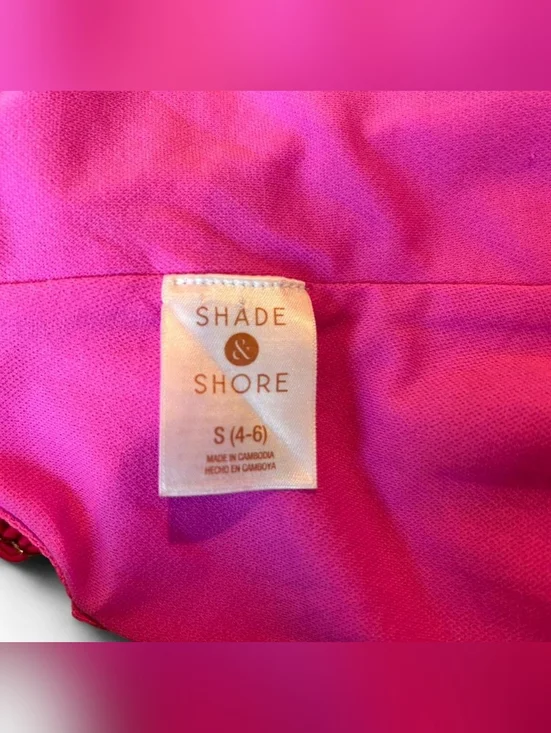 SHADE
&
SHORE
S (4-6)
MADE IN CAMBODIA
HECHO EN CAMBOYA